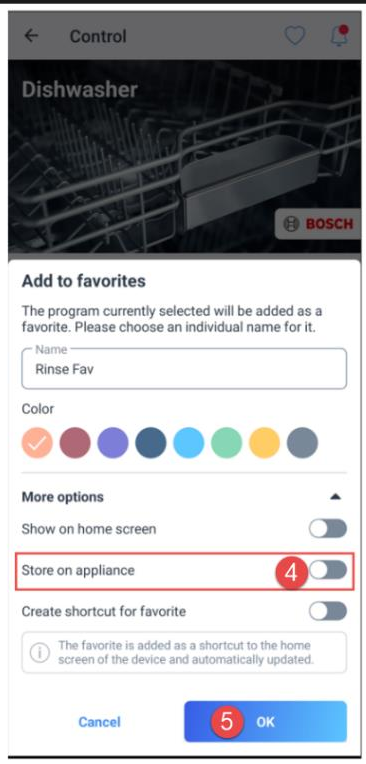 Control
Dishwasher
BOSCH
Add to favorites
The program currently selected will be added as a
favorite. Please choose an individual name for it.
Name
Rinse Fav
Color
More options
Show on home screen
Store on appliance
4
Create shortcut for favorite
The favorite is added as a shortcut to the home
screen of the device and automatically updated.
Cancel
5 OK